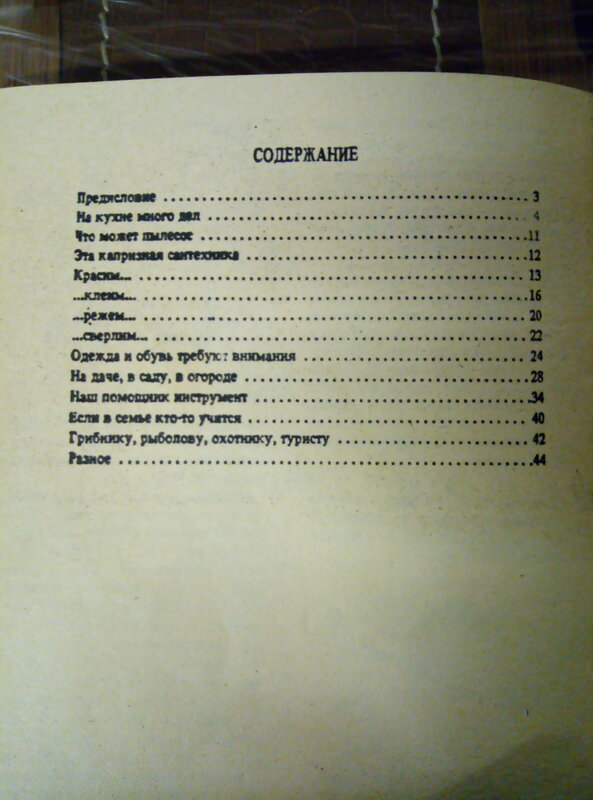 СОДЕРЖАНИЕ
Предисловие ........ 3
На кухне много дел ........ 4
Что может пылесос ........ 11
Эта капризная сантехника ........ 12
Красим... ........ 13
...клеим... ........ 16
...режем... ........ 20
...сверлим... ........ 22
Одежда и обувь требуют внимания ........ 24
На даче, в саду, в огороде ........ 28
Наш помощник инструмент ........ 34
Если в семье кто-то учится ........ 40
Грибнику, рыболову, охотнику, туристу ........ 42
Разное ........ 44